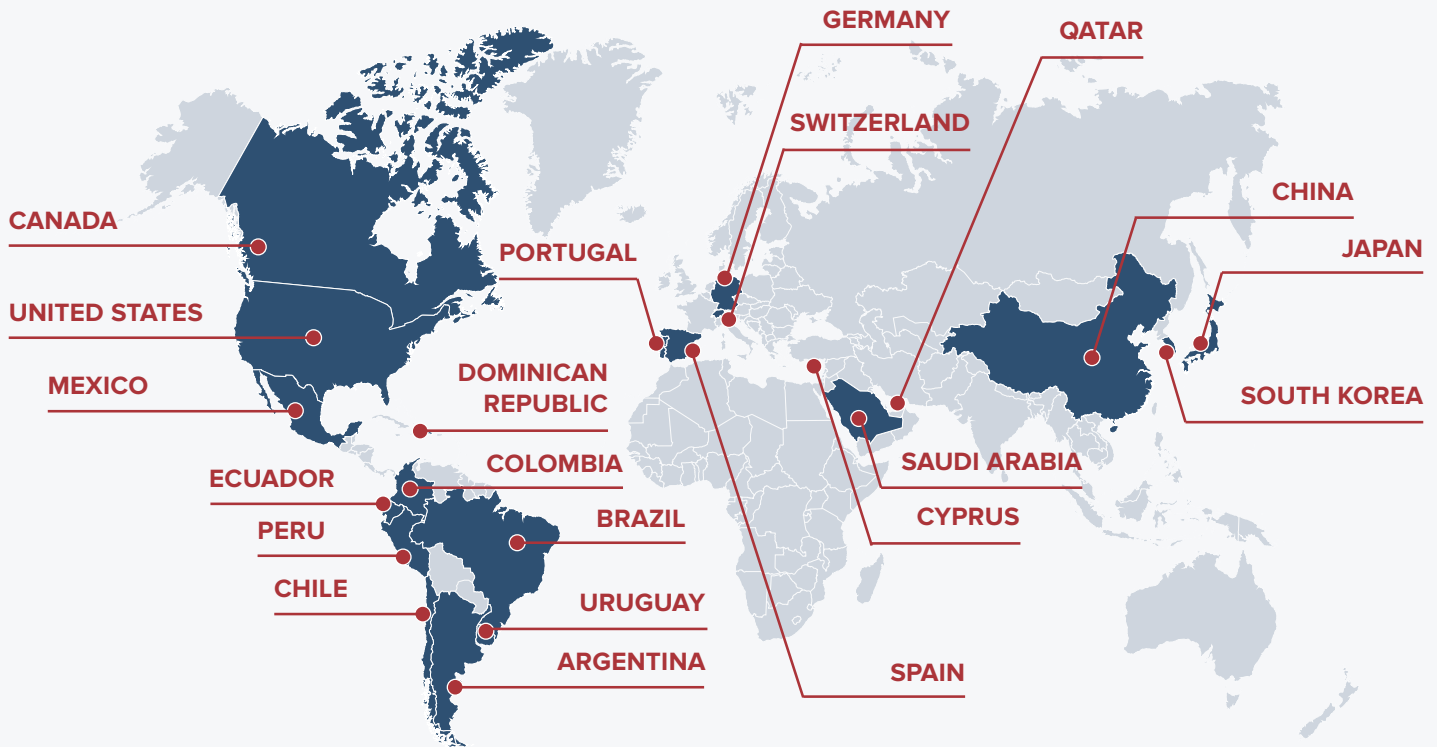 GERMANY
QATAR
SWITZERLAND
CHINA
CANADA
JAPAN
PORTUGAL
UNITED STATES
MEXICO
DOMINICAN
REPUBLIC
SOUTH KOREA
COLOMBIA
SAUDI ARABIA
ECUADOR
BRAZIL
CYPRUS
PERU
CHILE
URUGUAY
ARGENTINA
SPAIN